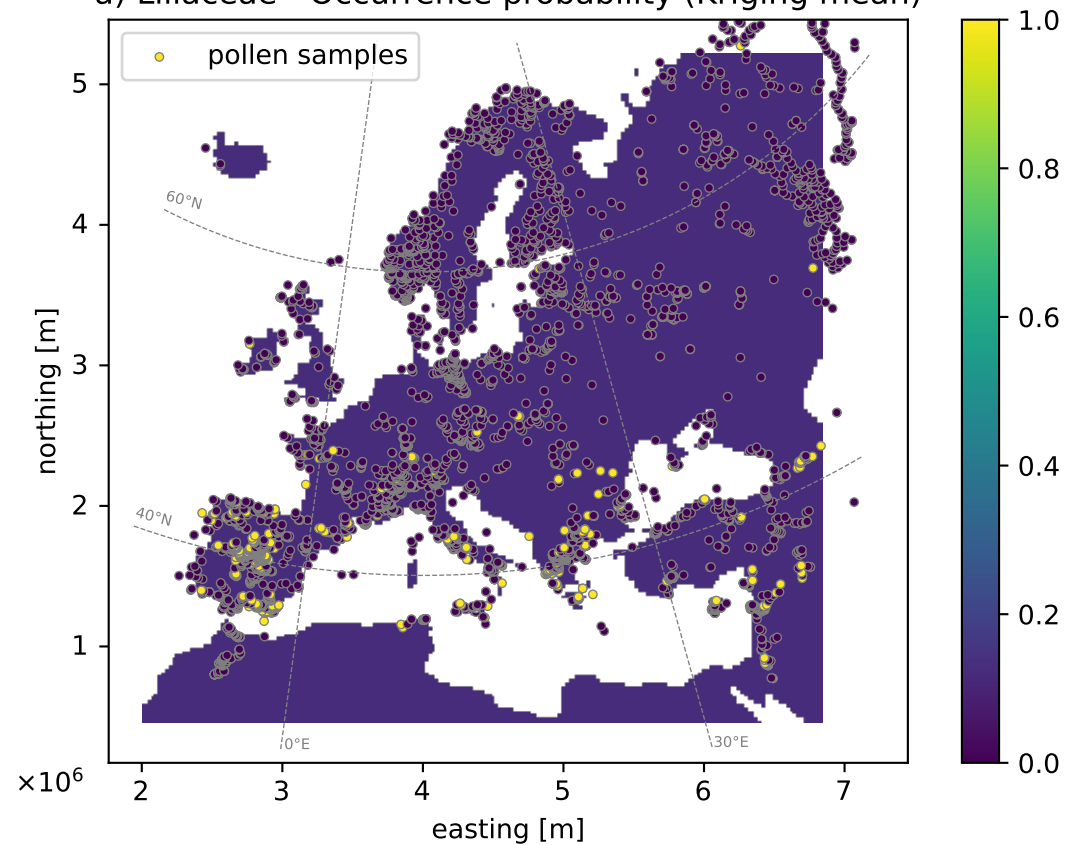 a) Liliaceae - Occurrence probability (Kriging mean)
pollen samples
1.0
0.8
0.6
0.4
0.2
0.0
5
4
3
2
1
northing [m]
60°N
40°N
0°E
30°E
×10⁶
2 3 4 5 6 7
easting [m]